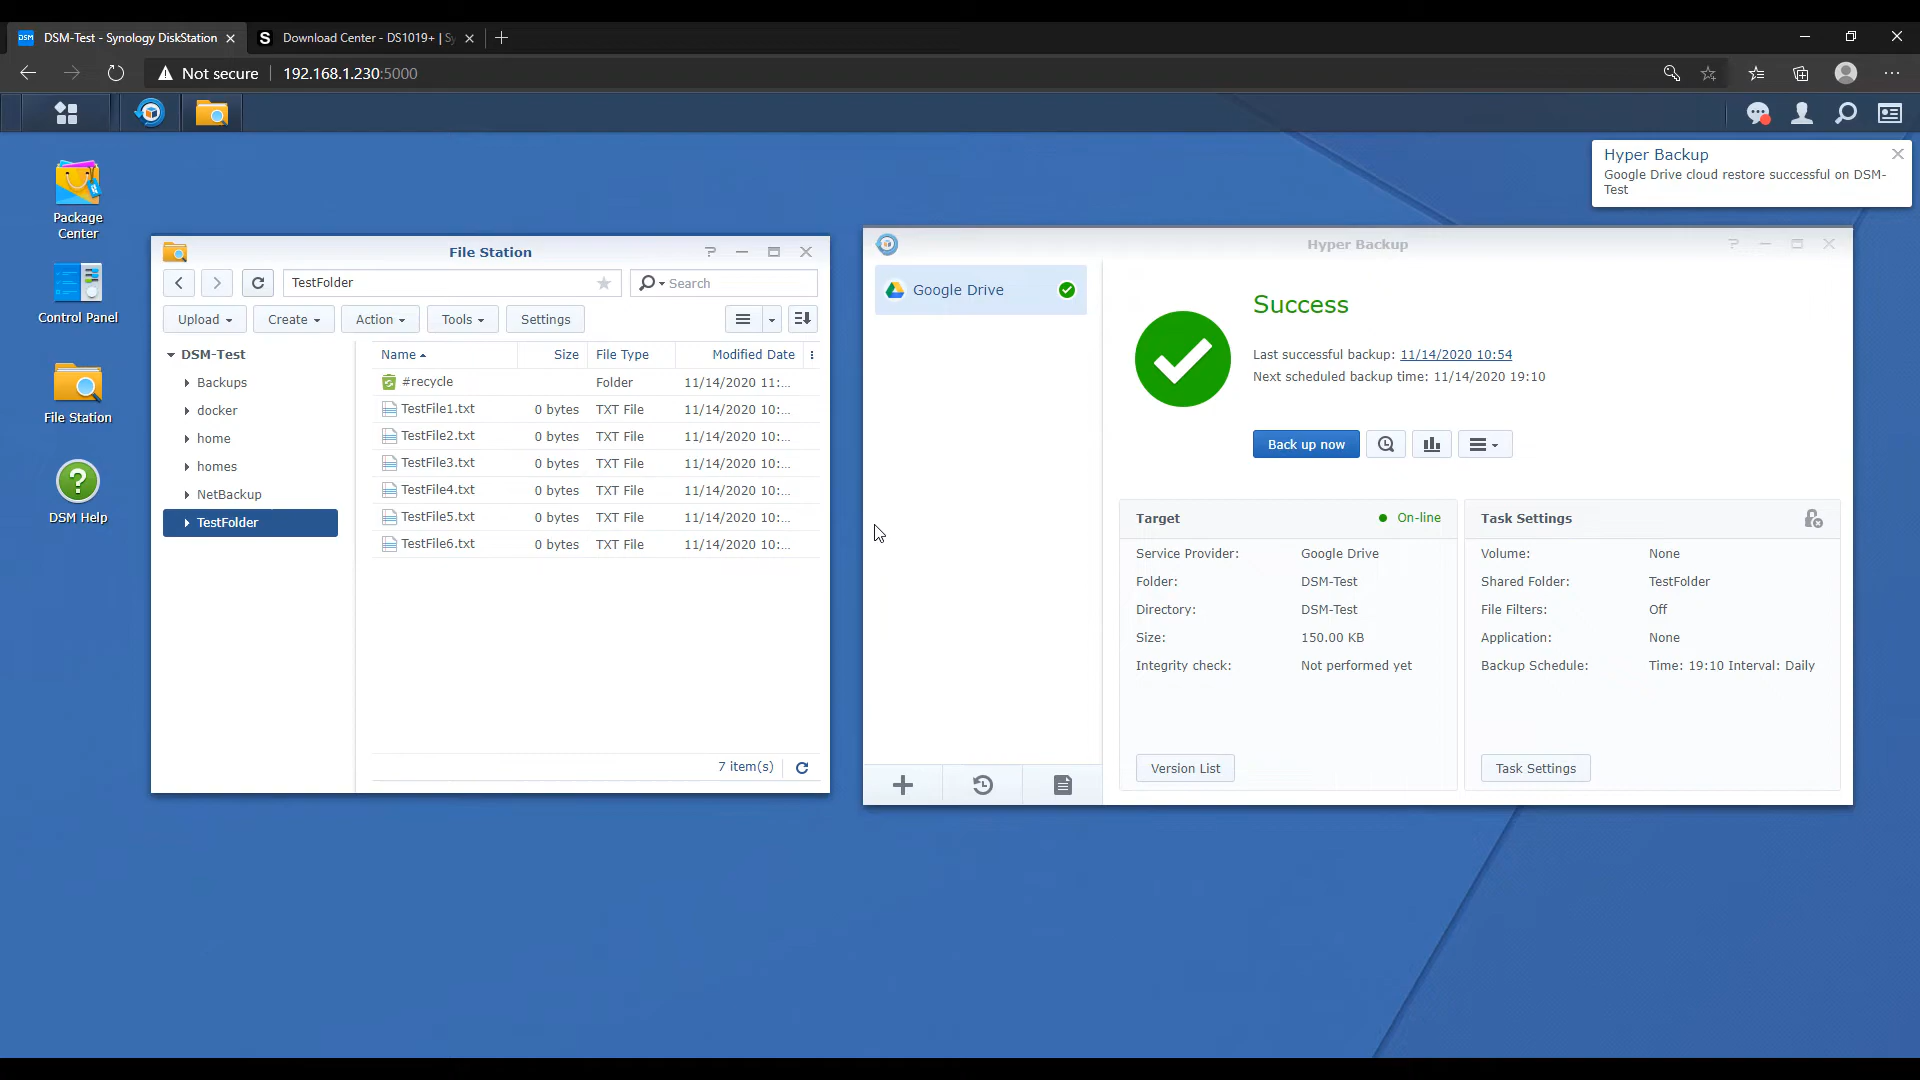 DSM-Test - Synology DiskStation
Download Center - DS1019+ | Sy
Not secure
192.168.1.230:5000
Package Center
Control Panel
File Station
DSM Help
Hyper Backup
Google Drive cloud restore successful on DSM-
Test
File Station
TestFolder
Search
Upload
Create
Action
Tools
Settings
DSM-Test
Backups
docker
home
homes
NetBackup
TestFolder
Name Size File Type Modified Date
#recycle Folder 11/14/2020 11:...
TestFile1.txt 0 bytes TXT File 11/14/2020 10:...
TestFile2.txt 0 bytes TXT File 11/14/2020 10:...
TestFile3.txt 0 bytes TXT File 11/14/2020 10:...
TestFile4.txt 0 bytes TXT File 11/14/2020 10:...
TestFile5.txt 0 bytes TXT File 11/14/2020 10:...
TestFile6.txt 0 bytes TXT File 11/14/2020 10:...
7 item(s)
Hyper Backup
Google Drive
Success
Last successful backup: 11/14/2020 10:54
Next scheduled backup time: 11/14/2020 19:10
Back up now
Target On-line
Service Provider: Google Drive
Folder: DSM-Test
Directory: DSM-Test
Size: 150.00 KB
Integrity check: Not performed yet
Version List
Task Settings
Volume: None
Shared Folder: TestFolder
File Filters: Off
Application: None
Backup Schedule: Time: 19:10 Interval: Daily
Task Settings